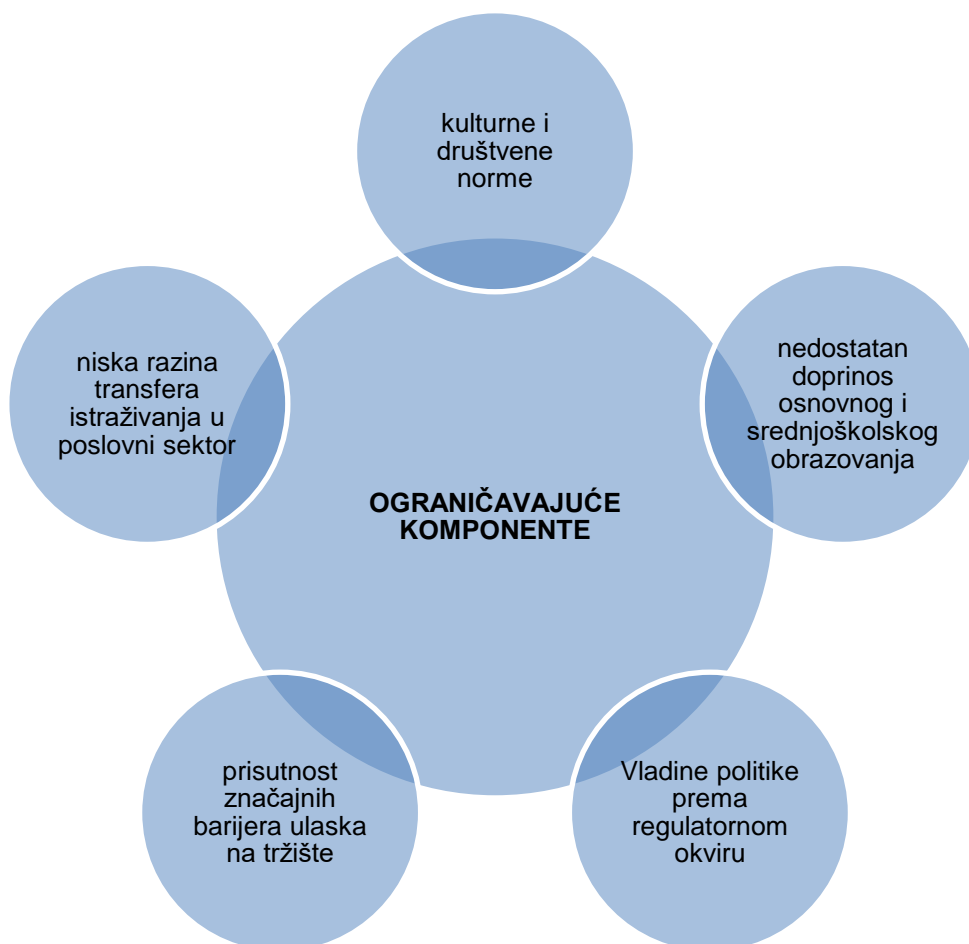 kulturne i
društvene
norme
nedostatan
doprinos
osnovnog i
srednjoškolskog
obrazovanja
Vladine politike
prema
regulatornom
okviru
prisutnost
značajnih
barijera ulaska
na tržište
niska razina
transfera
istraživanja u
poslovni sektor
OGRANIČAVAJUĆE
KOMPONENTE